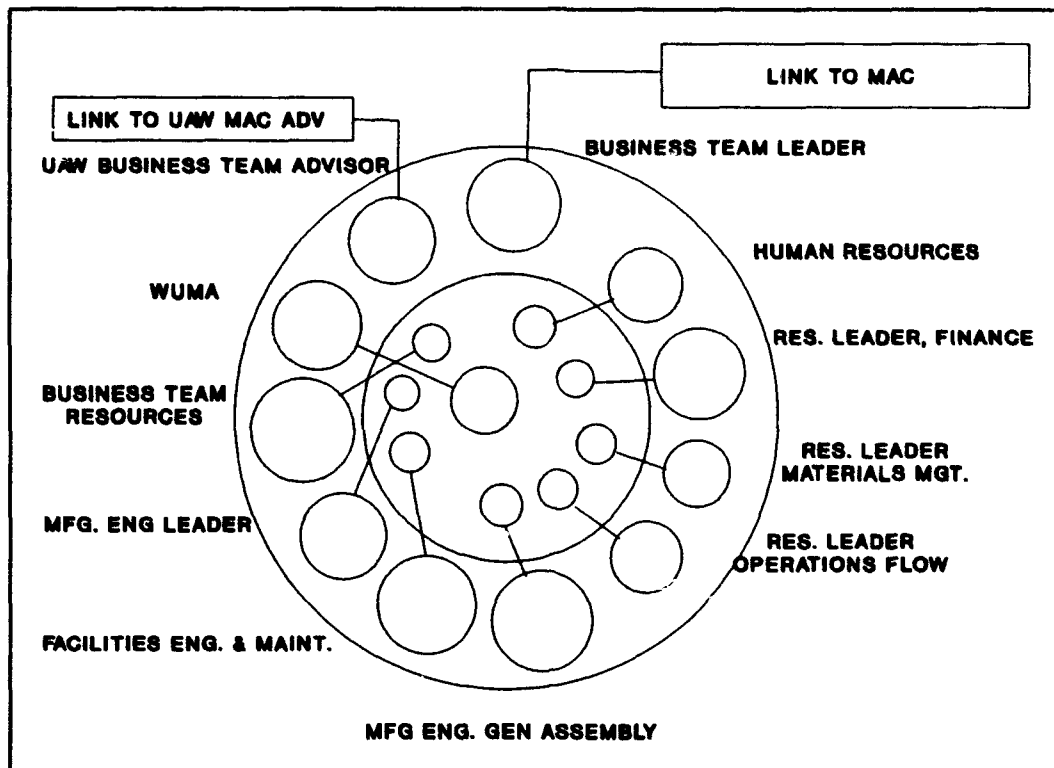 LINK TO MAC
LINK TO UAW MAC ADV
BUSINESS TEAM LEADER
UAW BUSINESS TEAM ADVISOR
HUMAN RESOURCES
WUMA
RES. LEADER, FINANCE
BUSINESS TEAM
RESOURCES
RES. LEADER
MATERIALS MGT.
MFG. ENG LEADER
RES. LEADER
OPERATIONS FLOW
FACILITIES ENG. & MAINT.
MFG ENG. GEN ASSEMBLY